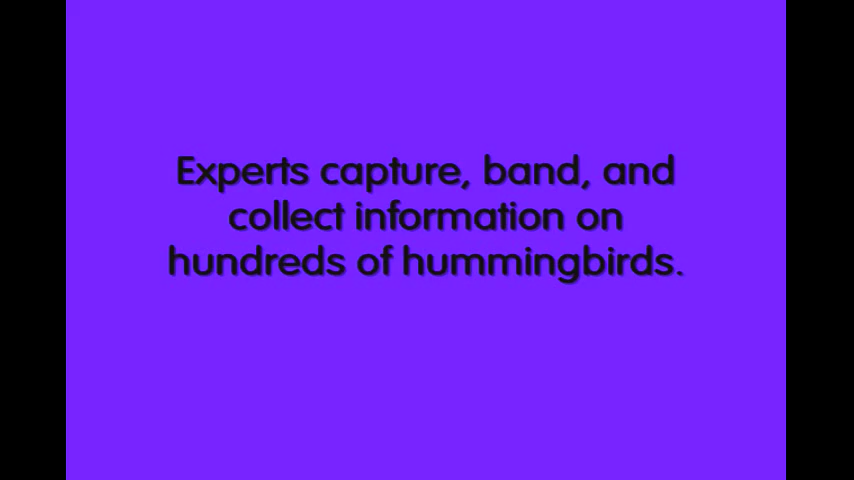 Experts capture, band, and
collect information on
hundreds of hummingbirds.